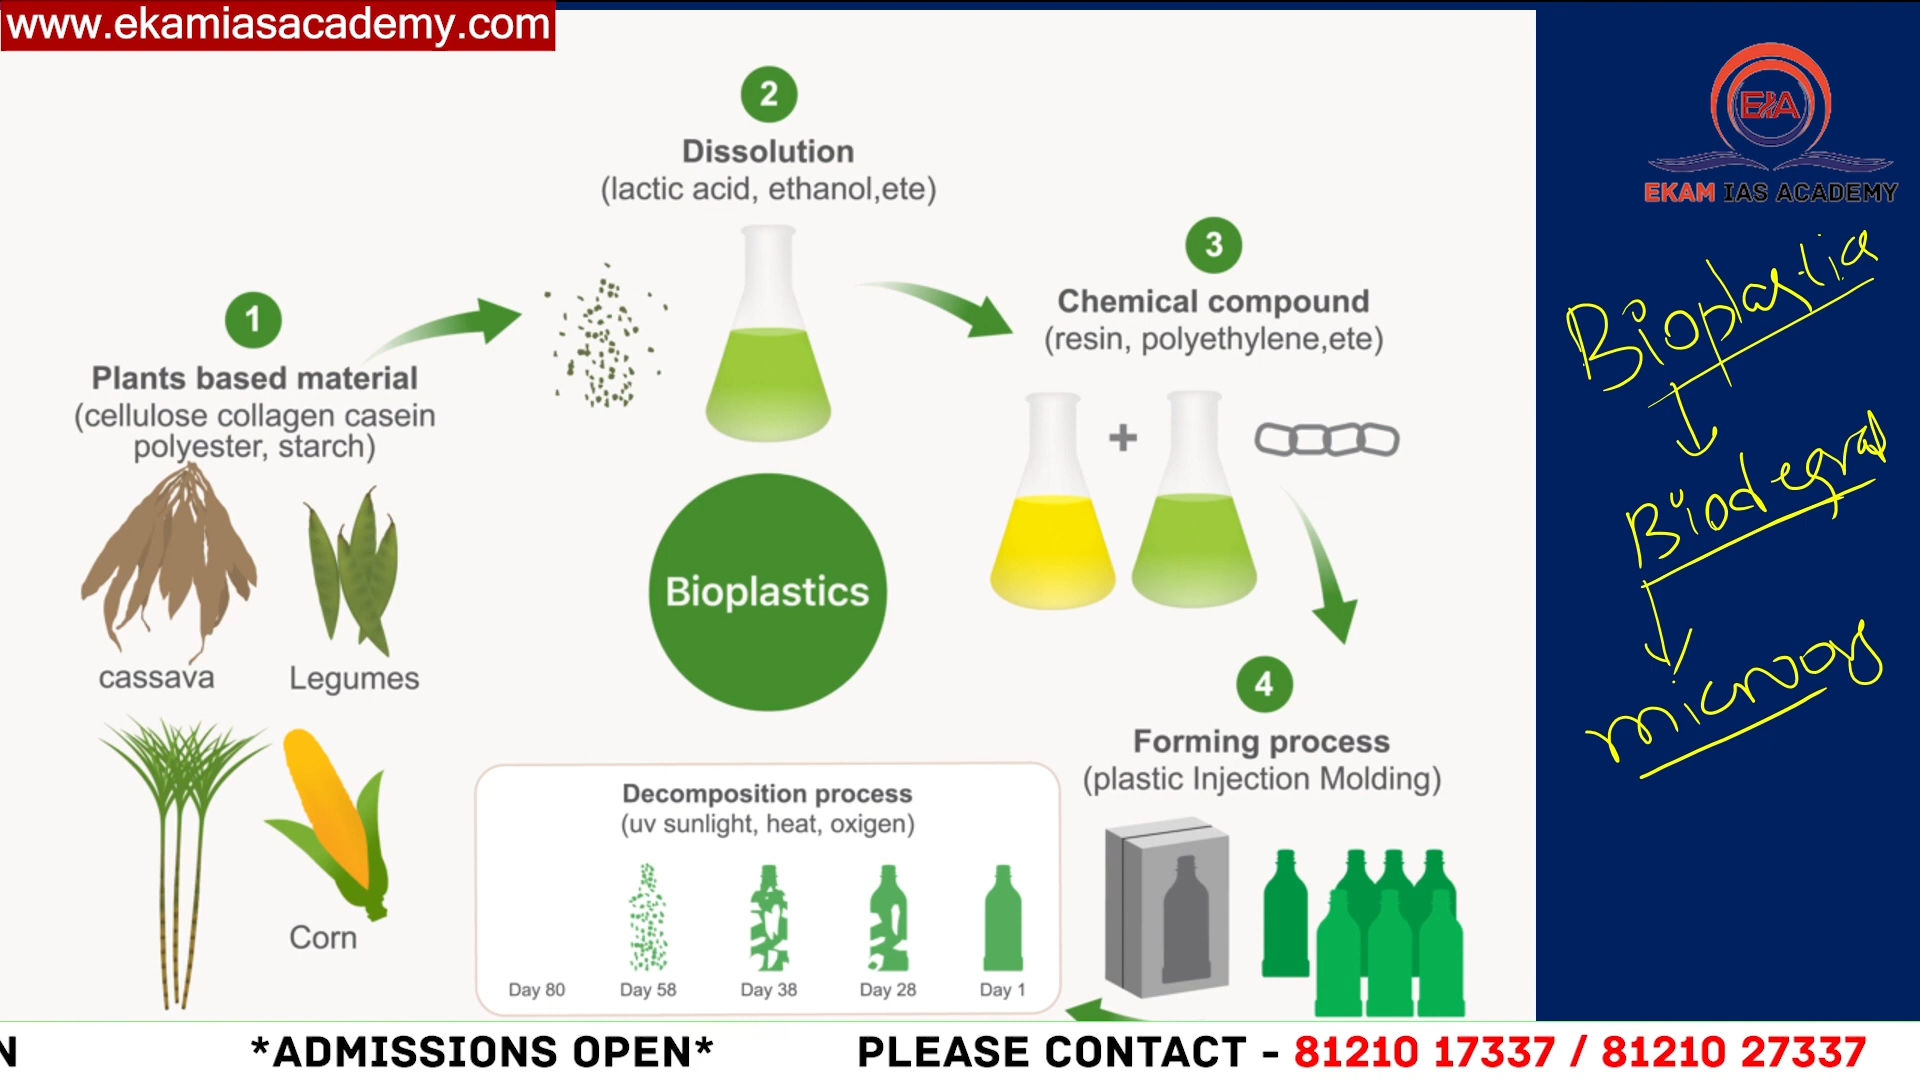 www.ekamiasacademy.com
2
Dissolution
(lactic acid, ethanol,ete)
3
Chemical compound
(resin, polyethylene,ete)
+
1
Plants based material
(cellulose collagen casein
polyester, starch)
cassava
Legumes
Corn
Bioplastics
4
Forming process
(plastic Injection Molding)
Decomposition process
(uv sunlight, heat, oxigen)
Day 80
Day 58
Day 38
Day 28
Day 1
EIA
EKAM IAS ACADEMY
Bioplastic
Biodegrad
microorg
N *ADMISSIONS OPEN* PLEASE CONTACT - 81210 17337 / 81210 27337